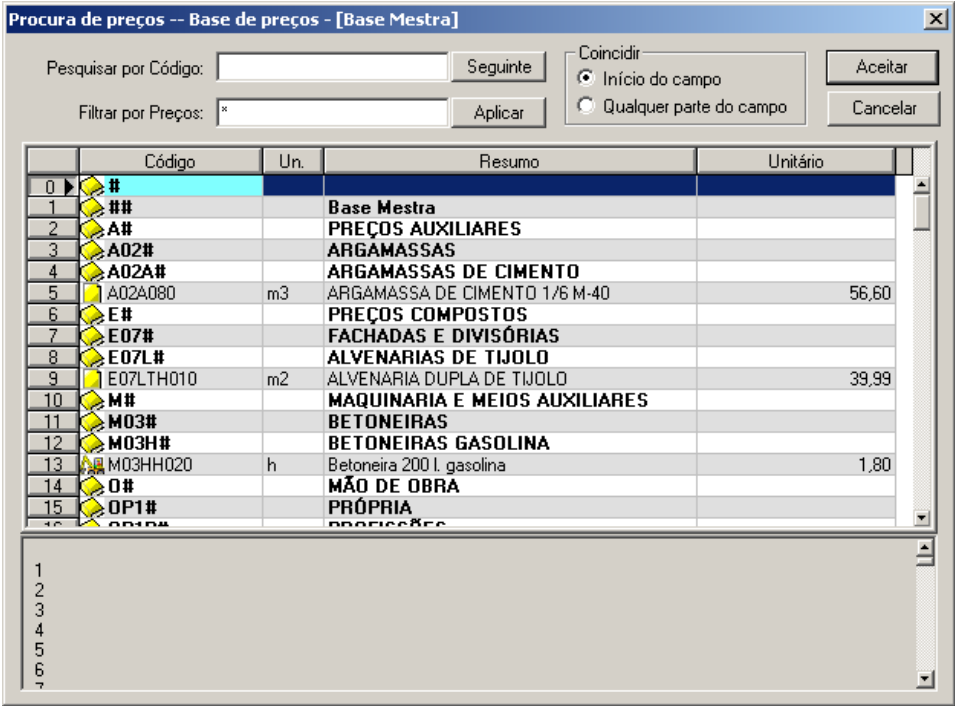 Procura de preços -- Base de preços - [Base Mestra]
Pesquisar por Código: Seguinte
Coincidir
Início do campo
Qualquer parte do campo
Aceitar
Filtrar por Preços: * Aplicar
Cancelar
Código Un. Resumo Unitário
0 #
1 ## Base Mestra
2 A# PREÇOS AUXILIARES
3 A02# ARGAMASSAS
4 A02A# ARGAMASSAS DE CIMENTO
5 A02A080 m3 ARGAMASSA DE CIMENTO 1/6 M-40 56,60
6 E# PREÇOS COMPOSTOS
7 E07# FACHADAS E DIVISÓRIAS
8 E07L# ALVENARIAS DE TIJOLO
9 E07LTH010 m2 ALVENARIA DUPLA DE TIJOLO 39,99
10 M# MAQUINARIA E MEIOS AUXILIARES
11 M03# BETONEIRAS
12 M03H# BETONEIRAS GASOLINA
13 M03HH020 h Betoneira 200 l. gasolina 1,80
14 O# MÃO DE OBRA
15 OP1# PRÓPRIA
16 OP1P# PROFISSÕES
1
2
3
4
5
6
7